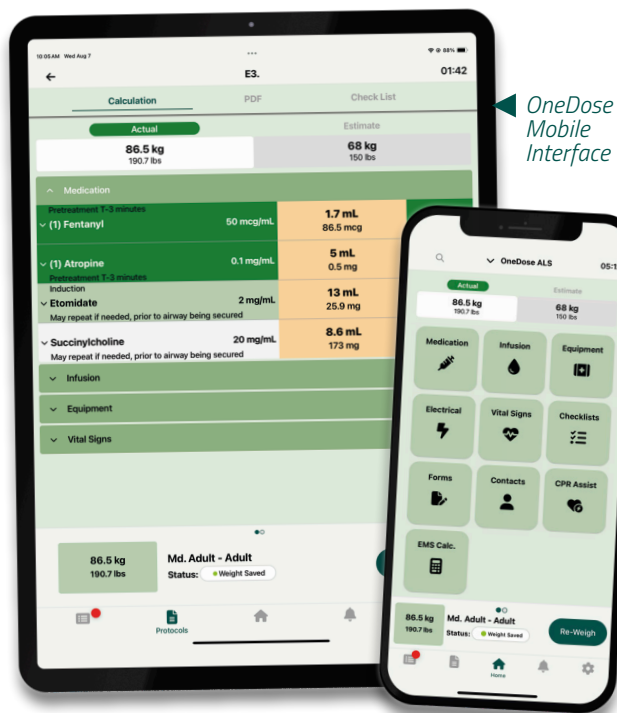 10:05 AM Wed Aug 7
88%
E3.
01:42
Calculation
PDF
Check List
Actual
Estimate
86.5 kg
190.7 lbs
68 kg
150 lbs
Medication
Pretreatment T-3 minutes
(1) Fentanyl
50 mcg/mL
1.7 mL
86.5 mcg
(1) Atropine
0.1 mg/mL
5 mL
0.5 mg
Pretreatment T-3 minutes
Induction
Etomidate
2 mg/mL
13 mL
25.9 mg
May repeat if needed, prior to airway being secured
Succinylcholine
20 mg/mL
8.6 mL
173 mg
May repeat if needed, prior to airway being secured
Infusion
Equipment
Vital Signs
86.5 kg
190.7 lbs
Md. Adult - Adult
Status:
Weight Saved
Protocols
OneDose
Mobile
Interface
OneDose ALS
Actual
Estimate
86.5 kg
190.7 lbs
68 kg
150 lbs
Medication
Infusion
Equipment
Electrical
Vital Signs
Checklists
Forms
Contacts
CPR Assist
EMS Calc.
86.5 kg
190.7 lbs
Md. Adult - Adult
Status:
Weight Saved
Re-Weigh
Home